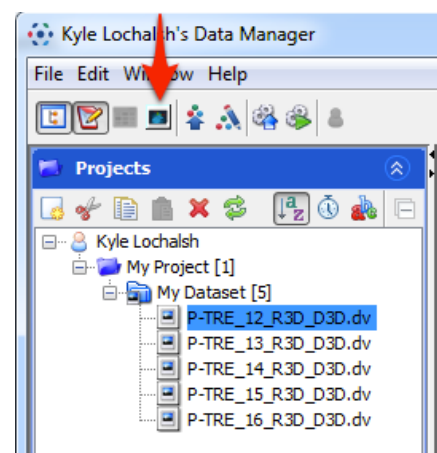 Kyle Lochalsh's Data Manager
File Edit Window Help
Projects
Kyle Lochalsh
My Project [1]
My Dataset [5]
P-TRE_12_R3D_D3D.dv
P-TRE_13_R3D_D3D.dv
P-TRE_14_R3D_D3D.dv
P-TRE_15_R3D_D3D.dv
P-TRE_16_R3D_D3D.dv